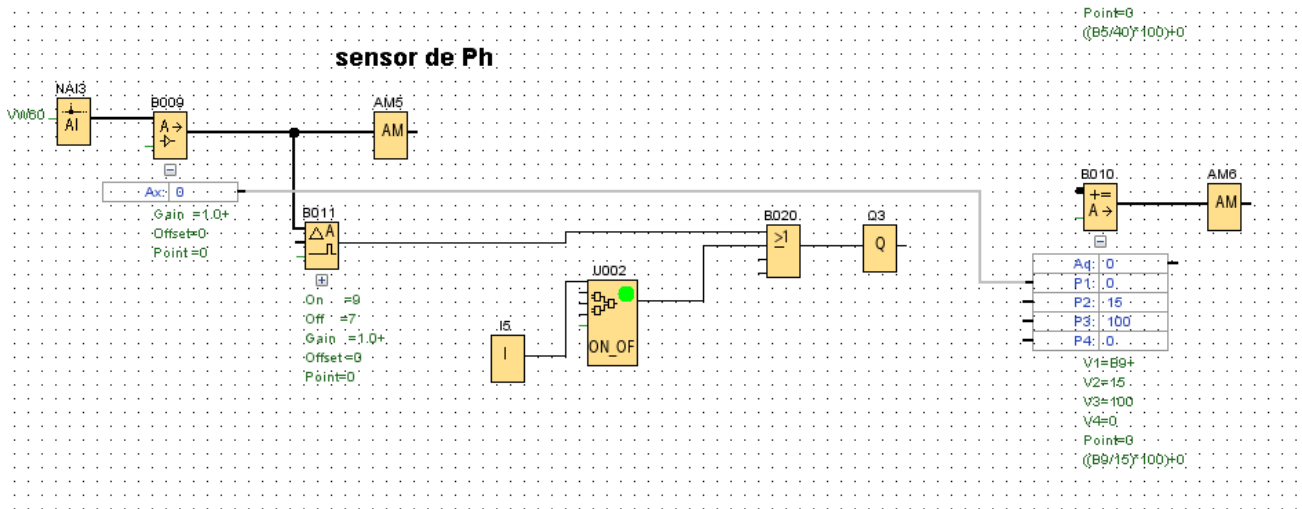 Point=0
((B5/40)*100)+0
sensor de Ph
NAI3
VW60
AI
B009
A→
AM5
AM
Ax: 0
Gain =1.0+
Offset=0
Point =0
B011
A
On =9
Off =7
Gain =1.0+
Offset=0
Point=0
I5
I
U002
ON_OF
B020
≥1
Q3
Q
B010
+=
A→
AM6
AM
Aq: 0
P1: 0
P2: 15
P3: 100
P4: 0
V1=B9+
V2=15
V3=100
V4=0
Point=0
((B9/15)*100)+0